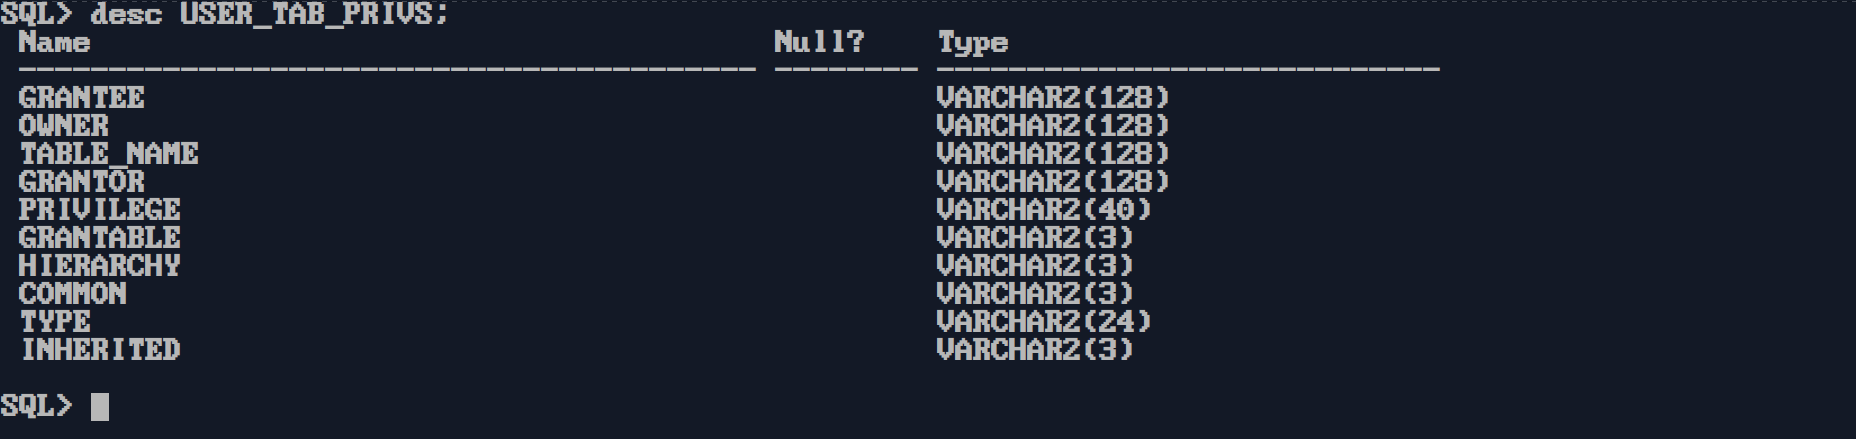 SQL> desc USER_TAB_PRIVS;
Name Null? Type
----------------------------------------- -------- ----------------------------
GRANTEE VARCHAR2(128)
OWNER VARCHAR2(128)
TABLE_NAME VARCHAR2(128)
GRANTOR VARCHAR2(128)
PRIVILEGE VARCHAR2(40)
GRANTABLE VARCHAR2(3)
HIERARCHY VARCHAR2(3)
COMMON VARCHAR2(3)
TYPE VARCHAR2(24)
INHERITED VARCHAR2(3)
SQL>